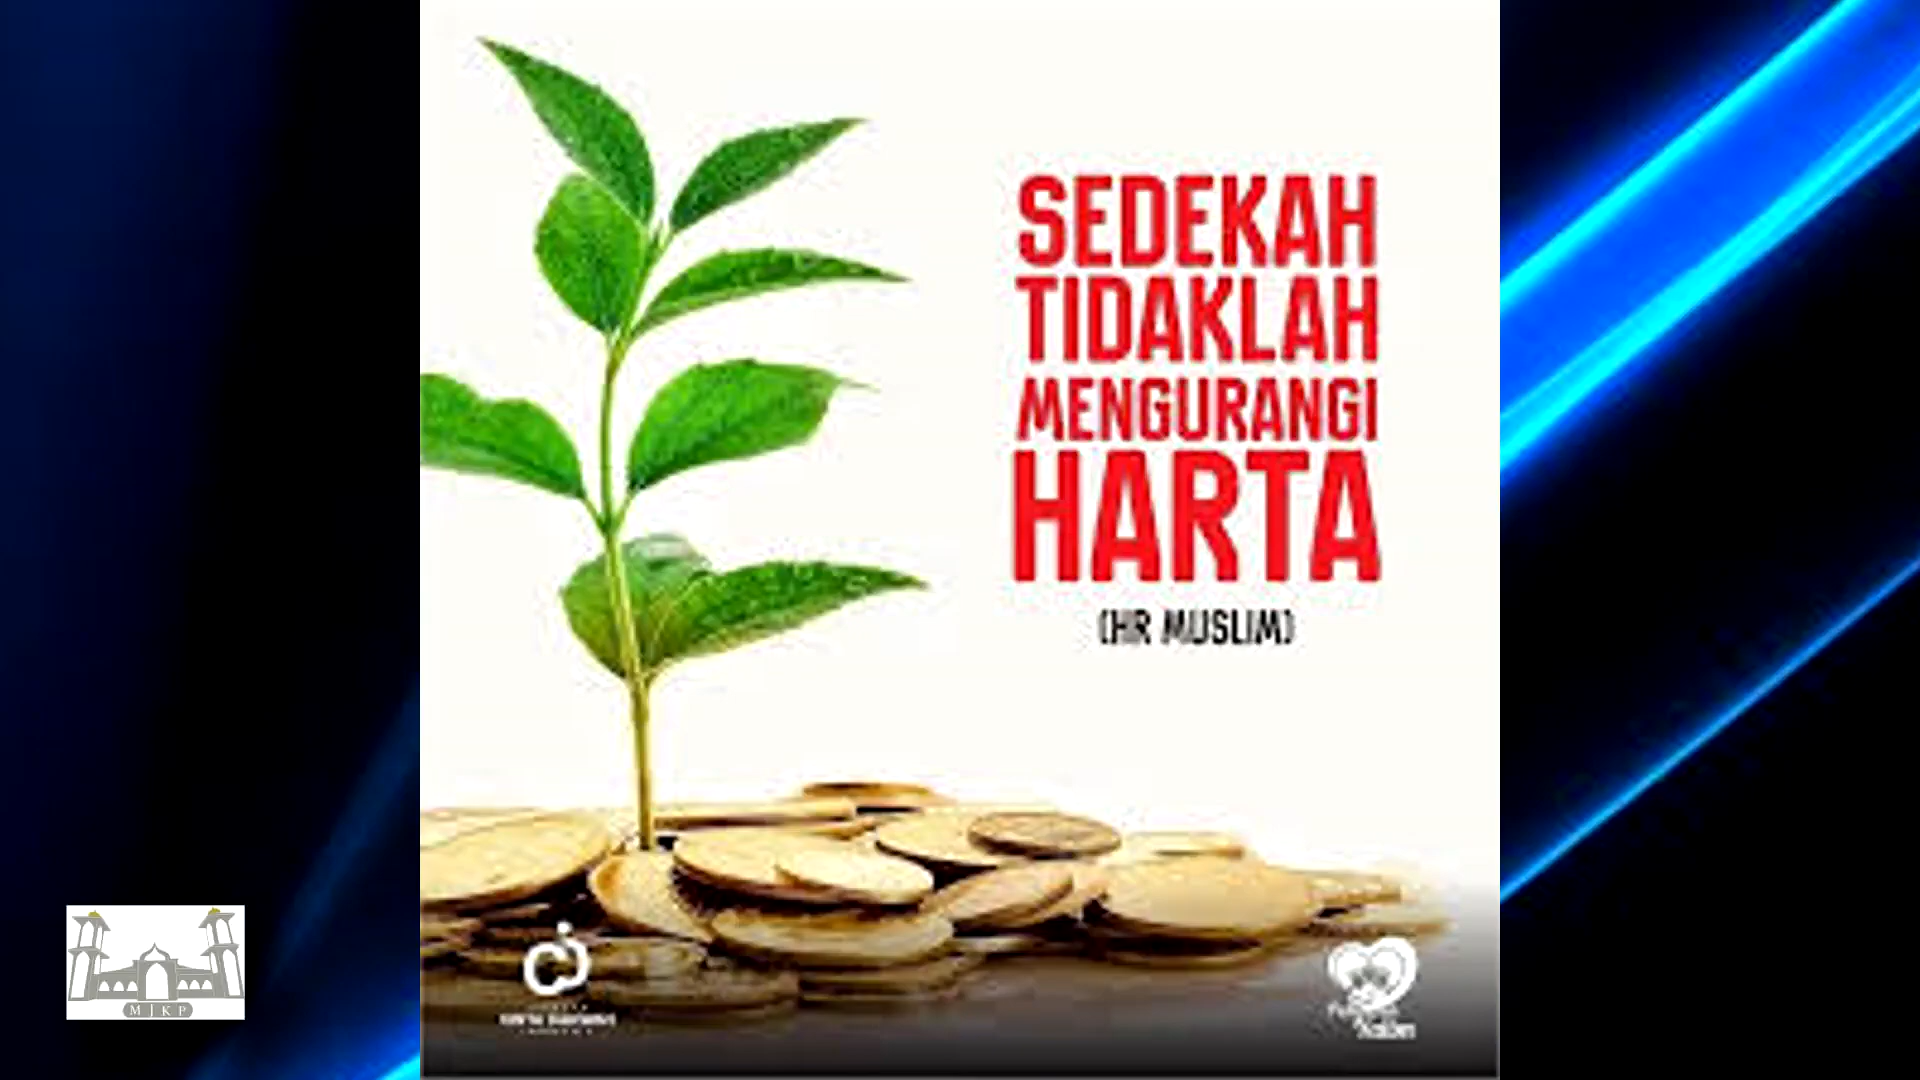 SEDEKAH
TIDAKLAH
MENGURANGI
HARTA
(HR MUSLIM)
MJKP